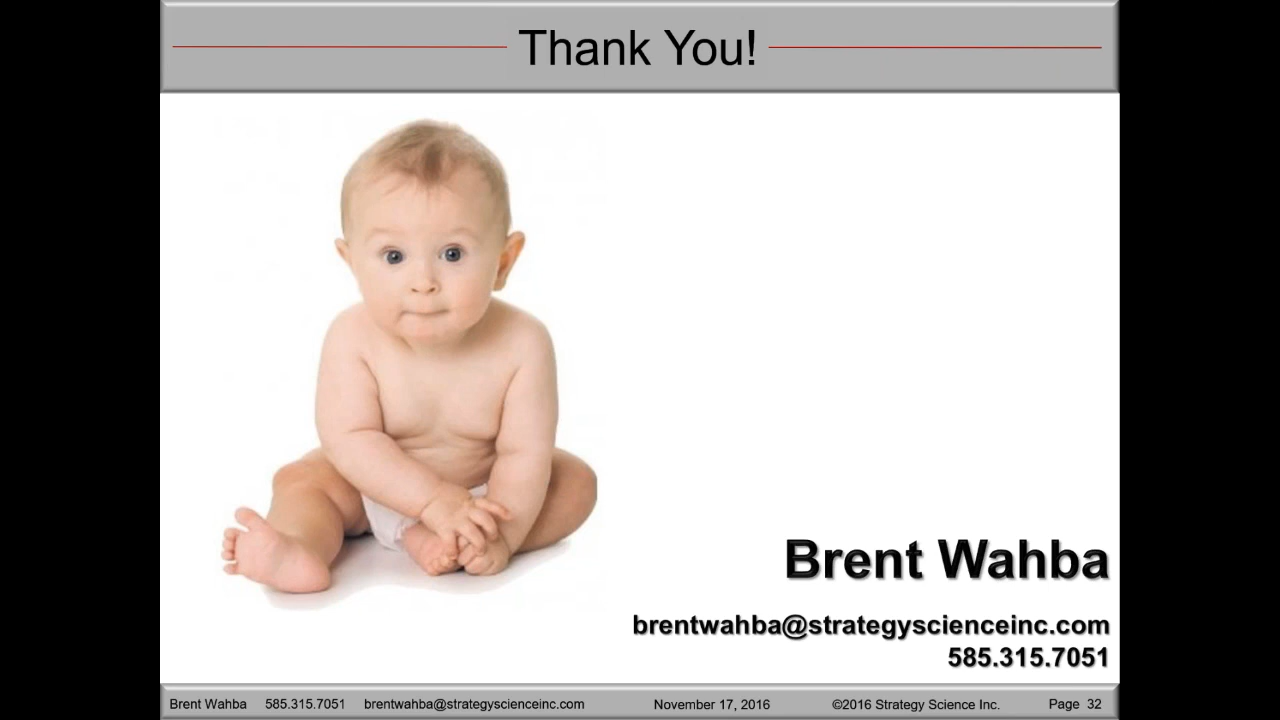 Thank You!
Brent Wahba
brentwahba@strategyscienceinc.com
585.315.7051
Brent Wahba 585.315.7051 brentwahba@strategyscienceinc.com November 17, 2016 ©2016 Strategy Science Inc. Page 32